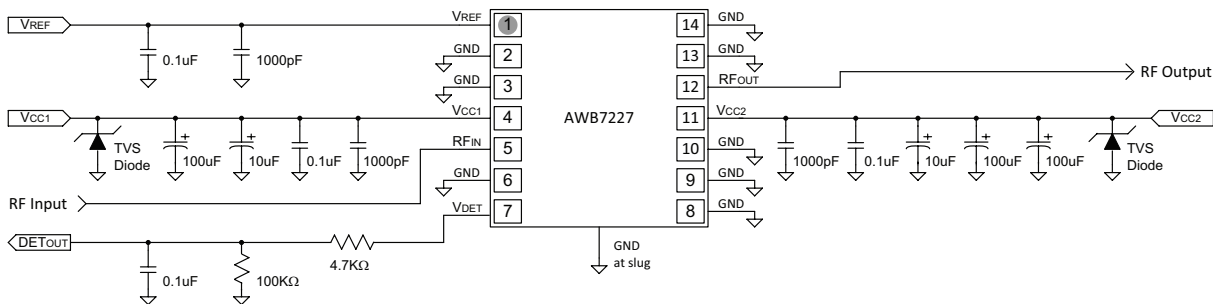 VREF
VREF
1
14
GND
0.1uF
1000pF
GND
2
13
GND
GND
3
12
RFOUT
RF Output
VCC1
VCC1
4
AWB7227
11
VCC2
VCC2
TVS
Diode
100uF
10uF
0.1uF
1000pF
RFIN
5
10
GND
1000pF
0.1uF
10uF
100uF
100uF
TVS
Diode
GND
6
9
GND
RF Input
VDET
7
8
GND
DETOUT
4.7KΩ
GND
at slug
0.1uF
100KΩ